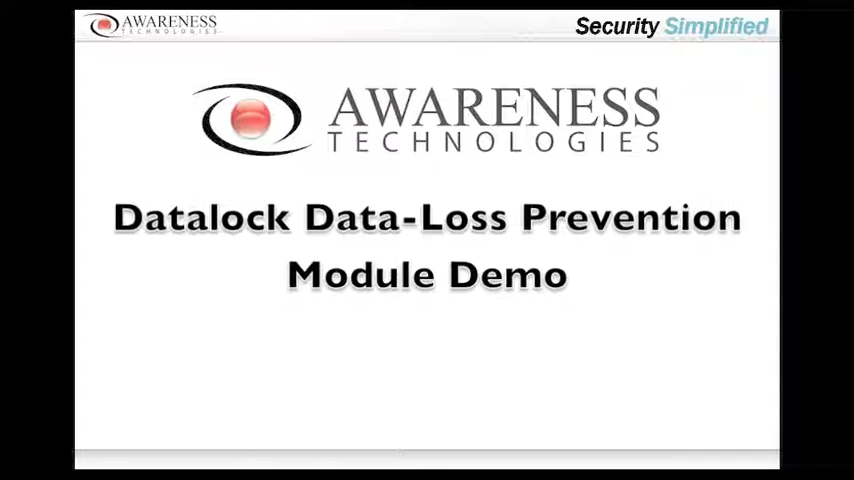 AWARENESS
TECHNOLOGIES
Security Simplified
AWARENESS
TECHNOLOGIES
Datalock Data-Loss Prevention
Module Demo